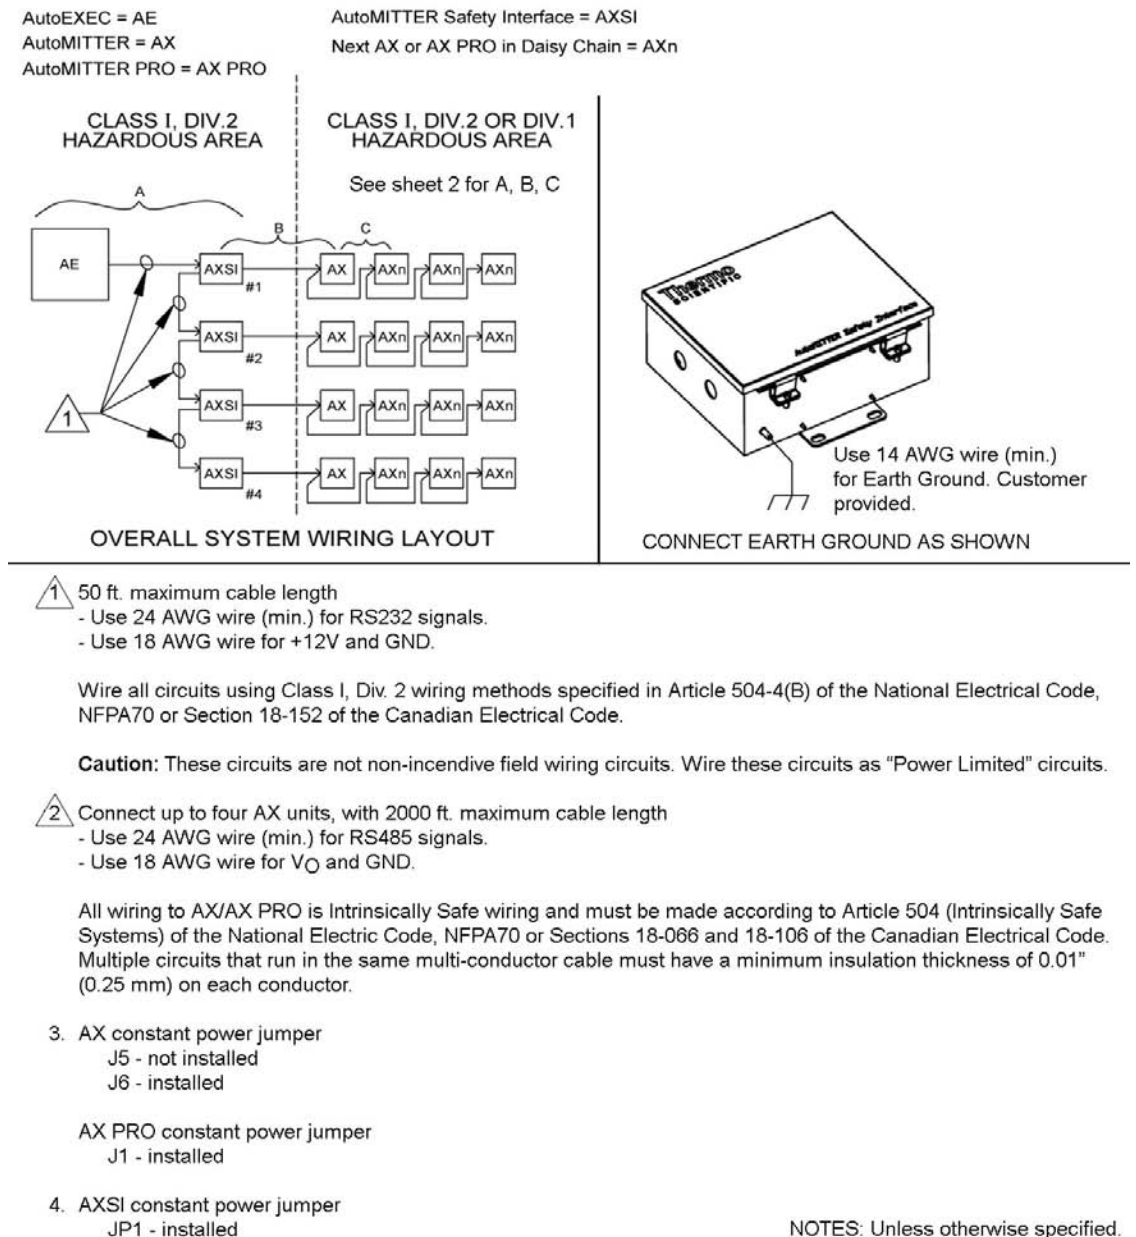 AutoEXEC = AE
AutoMITTER = AX
AutoMITTER PRO = AX PRO
AutoMITTER Safety Interface = AXSI
Next AX or AX PRO in Daisy Chain = AXn
CLASS I, DIV.2
HAZARDOUS AREA
CLASS I, DIV.2 OR DIV.1
HAZARDOUS AREA
See sheet 2 for A, B, C
A
B
C
AE
AXSI
#1
AX
AXn
AXn
AXn
AXSI
#2
AX
AXn
AXn
AXn
1
AXSI
#3
AX
AXn
AXn
AXn
AXSI
#4
AX
AXn
AXn
AXn
OVERALL SYSTEM WIRING LAYOUT
Thermo
SCIENTIFIC
AutoMITTER Safety Interface
Use 14 AWG wire (min.)
for Earth Ground. Customer
provided.
CONNECT EARTH GROUND AS SHOWN
1 50 ft. maximum cable length
- Use 24 AWG wire (min.) for RS232 signals.
- Use 18 AWG wire for +12V and GND.
Wire all circuits using Class I, Div. 2 wiring methods specified in Article 504-4(B) of the National Electrical Code,
NFPA70 or Section 18-152 of the Canadian Electrical Code.
Caution: These circuits are not non-incendive field wiring circuits. Wire these circuits as “Power Limited” circuits.
2 Connect up to four AX units, with 2000 ft. maximum cable length
- Use 24 AWG wire (min.) for RS485 signals.
- Use 18 AWG wire for VO and GND.
All wiring to AX/AX PRO is Intrinsically Safe wiring and must be made according to Article 504 (Intrinsically Safe
Systems) of the National Electric Code, NFPA70 or Sections 18-066 and 18-106 of the Canadian Electrical Code.
Multiple circuits that run in the same multi-conductor cable must have a minimum insulation thickness of 0.01”
(0.25 mm) on each conductor.
3. AX constant power jumper
J5 - not installed
J6 - installed
AX PRO constant power jumper
J1 - installed
4. AXSI constant power jumper
JP1 - installed
NOTES: Unless otherwise specified.